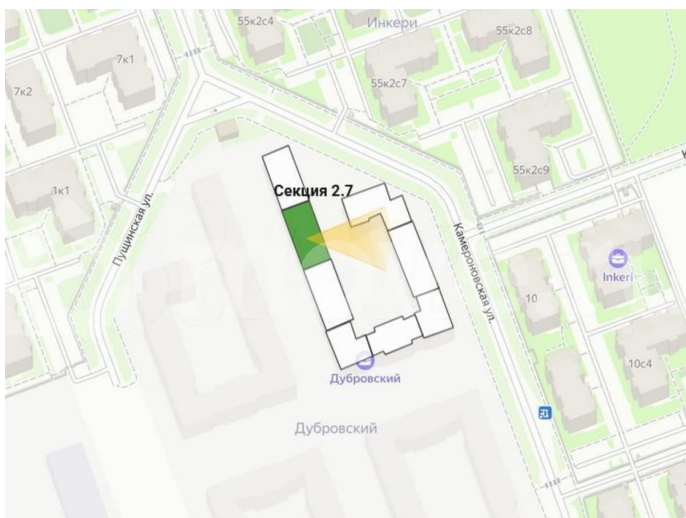 55к2с4
Инкери
55к2с8
7к1
7к2
55к2с7
55к2с9
1к1
Секция 2.7
Пущинская ул.
Камероновская ул.
Inkeri
10
10с4
Дубровский
Дубровский